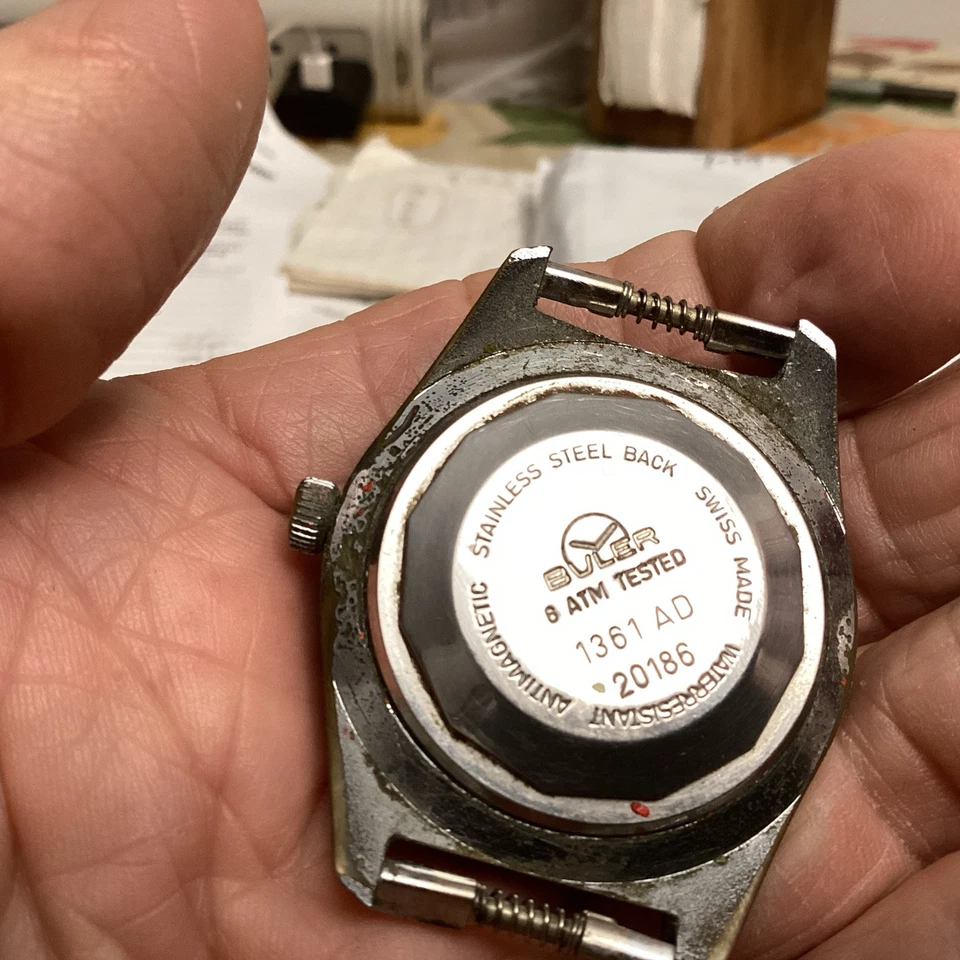 STAINLESS STEEL BACK
SWISS MADE
WATERRESISTANT
ANTIMAGNETIC
BULER
6 ATM TESTED
1361 AD
20186